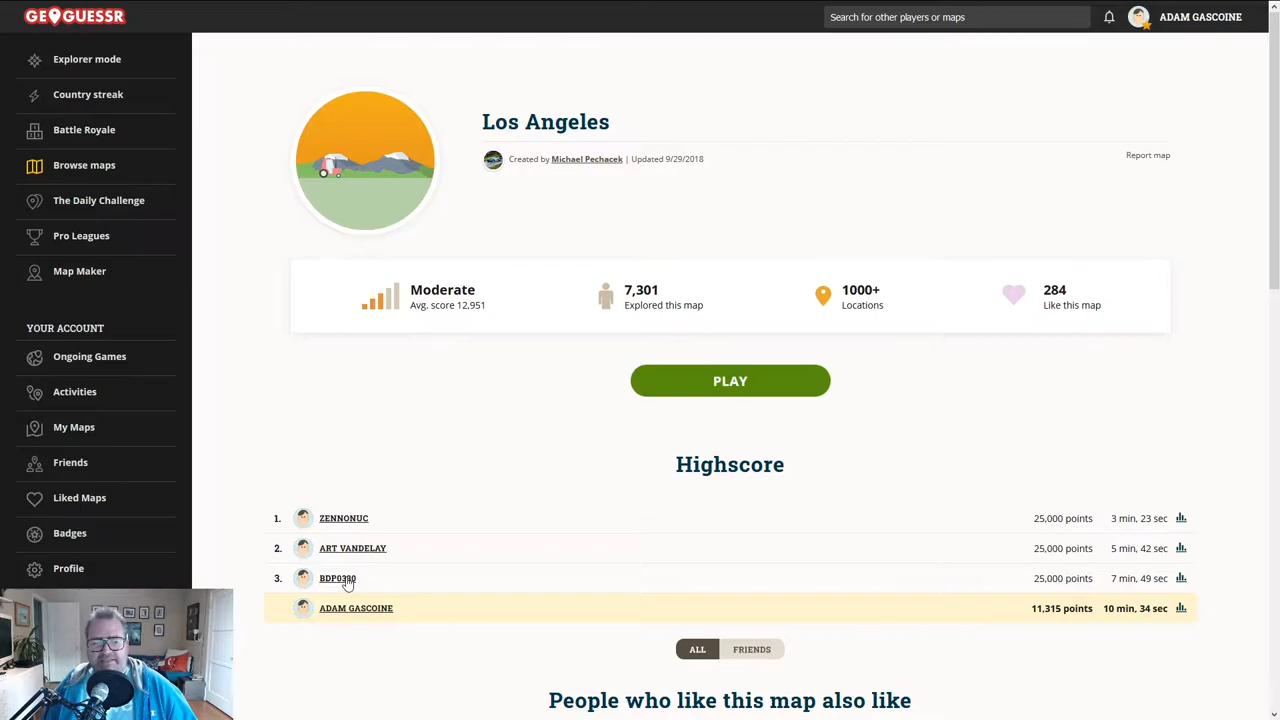 GEOGUESSR
Search for other players or maps
ADAM GASCOINE
Explorer mode
Country streak
Battle Royale
Browse maps
The Daily Challenge
Pro Leagues
Map Maker
YOUR ACCOUNT
Ongoing Games
Activities
My Maps
Friends
Liked Maps
Badges
Profile
Los Angeles
Created by Michael Pechacek | Updated 9/29/2018
Report map
Moderate
Avg. score 12,951
7,301
Explored this map
1000+
Locations
284
Like this map
PLAY
Highscore
1. ZENNONUC 25,000 points 3 min, 23 sec
2. ART VANDELAY 25,000 points 5 min, 42 sec
3. 25,000 points 7 min, 49 sec
ADAM GASCOINE 11,315 points 10 min, 34 sec
ALL FRIENDS
People who like this map also like